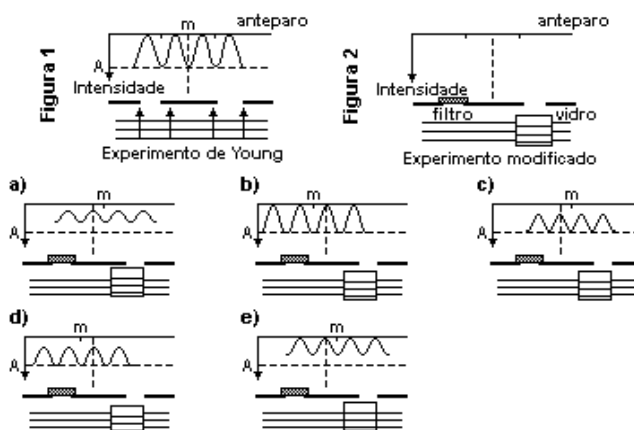 Figura 1
m
anteparo
A
Intensidade
Experimento de Young
Figura 2
anteparo
Intensidade
filtro
vidro
Experimento modificado
a)
m
A
b)
m
A
c)
m
A
d)
m
A
e)
m
A